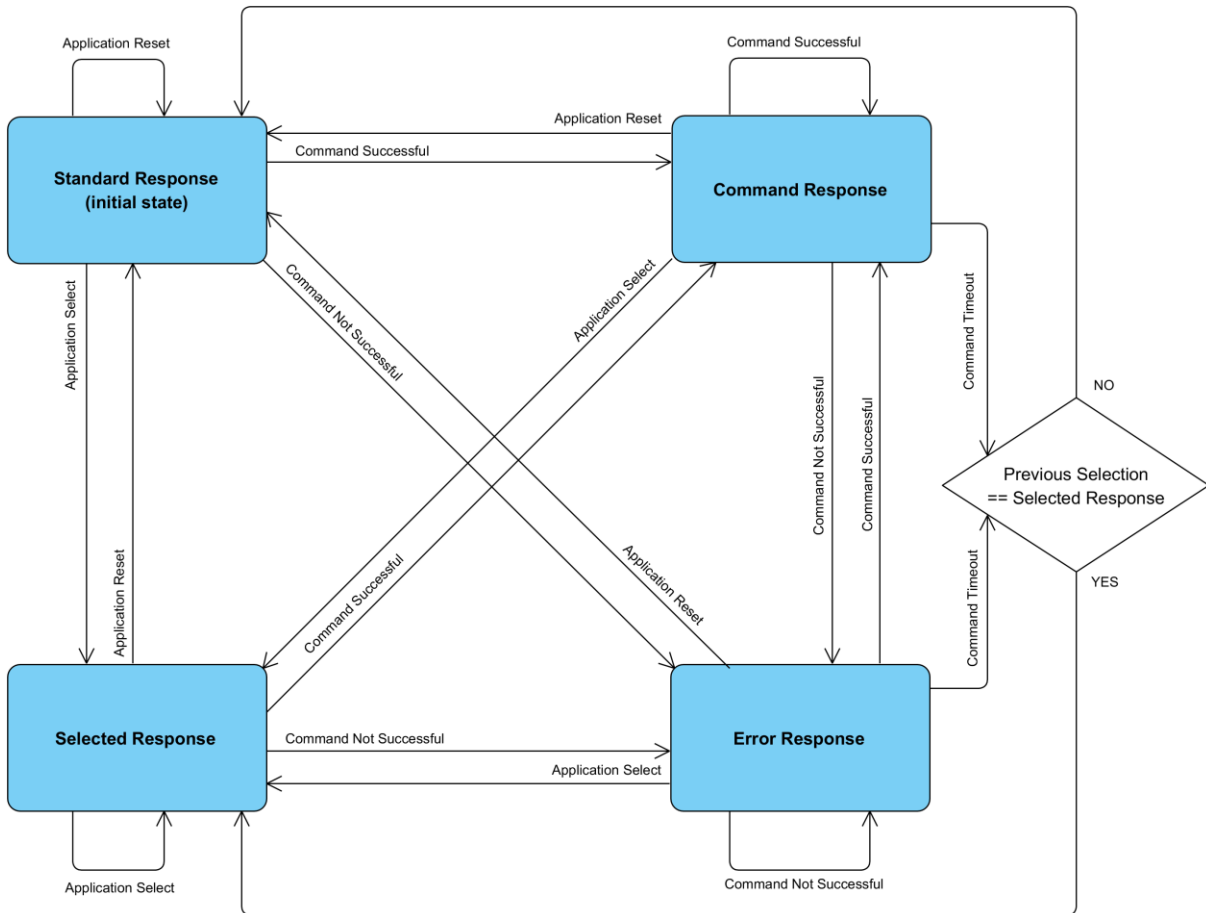 Application Reset
Command Successful
Application Reset
Command Successful
Standard Response
(initial state)
Command Response
Application Select
Command Not Successful
Application Select
Command Timeout
NO
Command Not Successful
Command Successful
Previous Selection
== Selected Response
Application Reset
Command Successful
Application Reset
Command Timeout
YES
Selected Response
Command Not Successful
Application Select
Error Response
Application Select
Command Not Successful